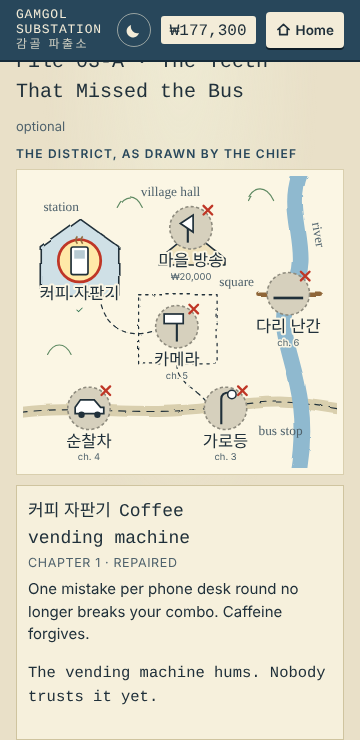 GAMGOL
SUBSTATION
감골 파출소
₩177,300
Home
File 03-A · The Teeth
That Missed the Bus
optional
THE DISTRICT, AS DRAWN BY THE CHIEF
village hall
station
river
마을 방송
₩20,000
square
커피 자판기
다리 난간
ch. 6
카메라
ch. 5
순찰차
ch. 4
가로등
ch. 3
bus stop
커피 자판기 Coffee
vending machine
CHAPTER 1 · REPAIRED
One mistake per phone desk round no
longer breaks your combo. Caffeine
forgives.
The vending machine hums. Nobody
trusts it yet.